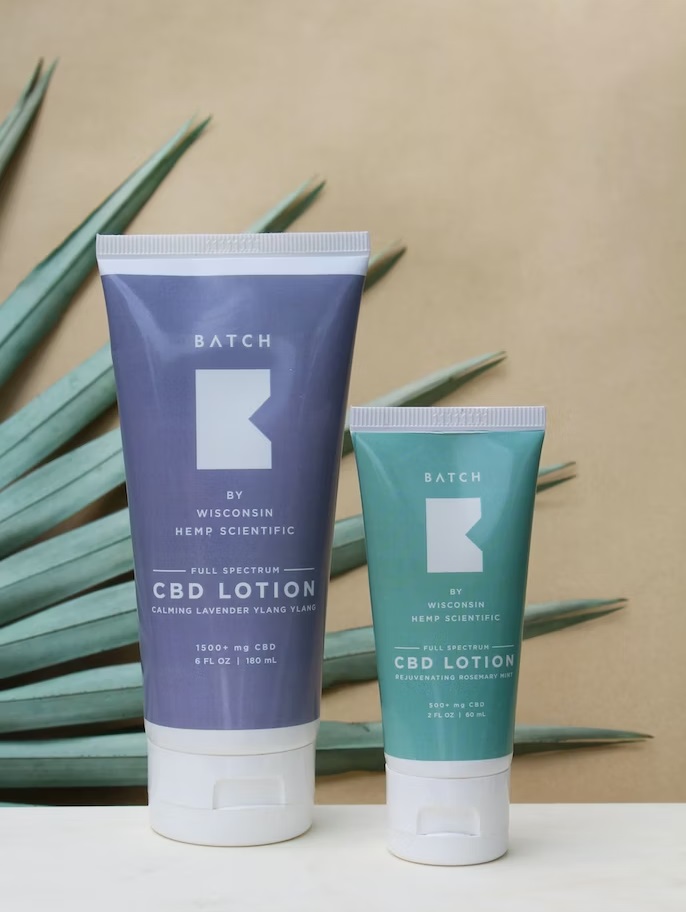 BATCH
BY
WISCONSIN
HEMP SCIENTIFIC
FULL SPECTRUM
CBD LOTION
CALMING LAVENDER YLANG YLANG
1500+ mg CBD
6 FL OZ | 180 mL
BATCH
BY
WISCONSIN
HEMP SCIENTIFIC
FULL SPECTRUM
CBD LOTION
REJUVENATING ROSEMARY MINT
500+ mg CBD
2 FL OZ | 60 mL